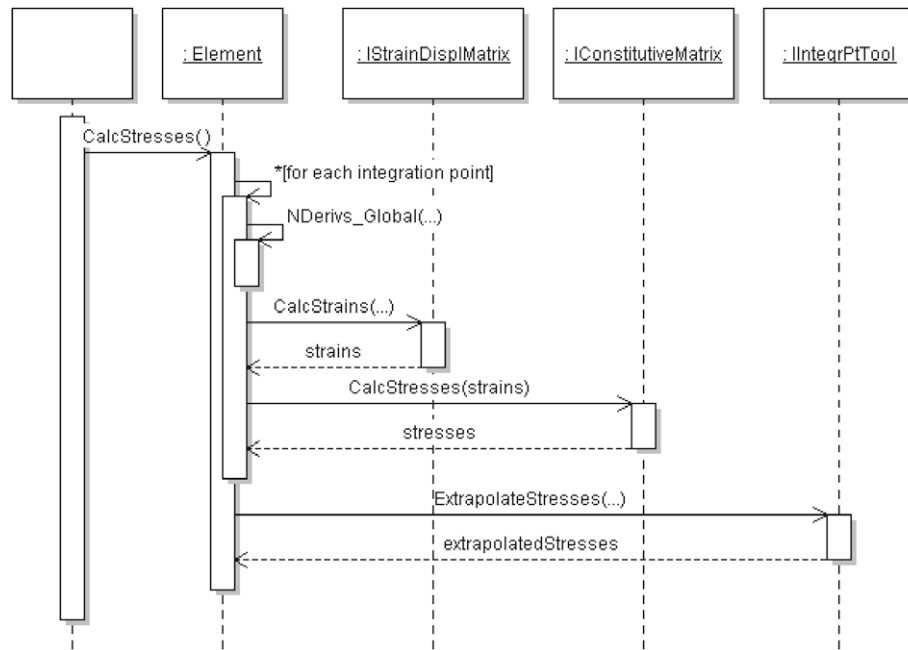 : Element
: IStrainDisplMatrix
: IConstitutiveMatrix
: IIntegrPtTool
CalcStresses()
*[for each integration point]
NDerivs_Global(...)
CalcStrains(...)
strains
CalcStresses(strains)
stresses
ExtrapolateStresses(...)
extrapolatedStresses